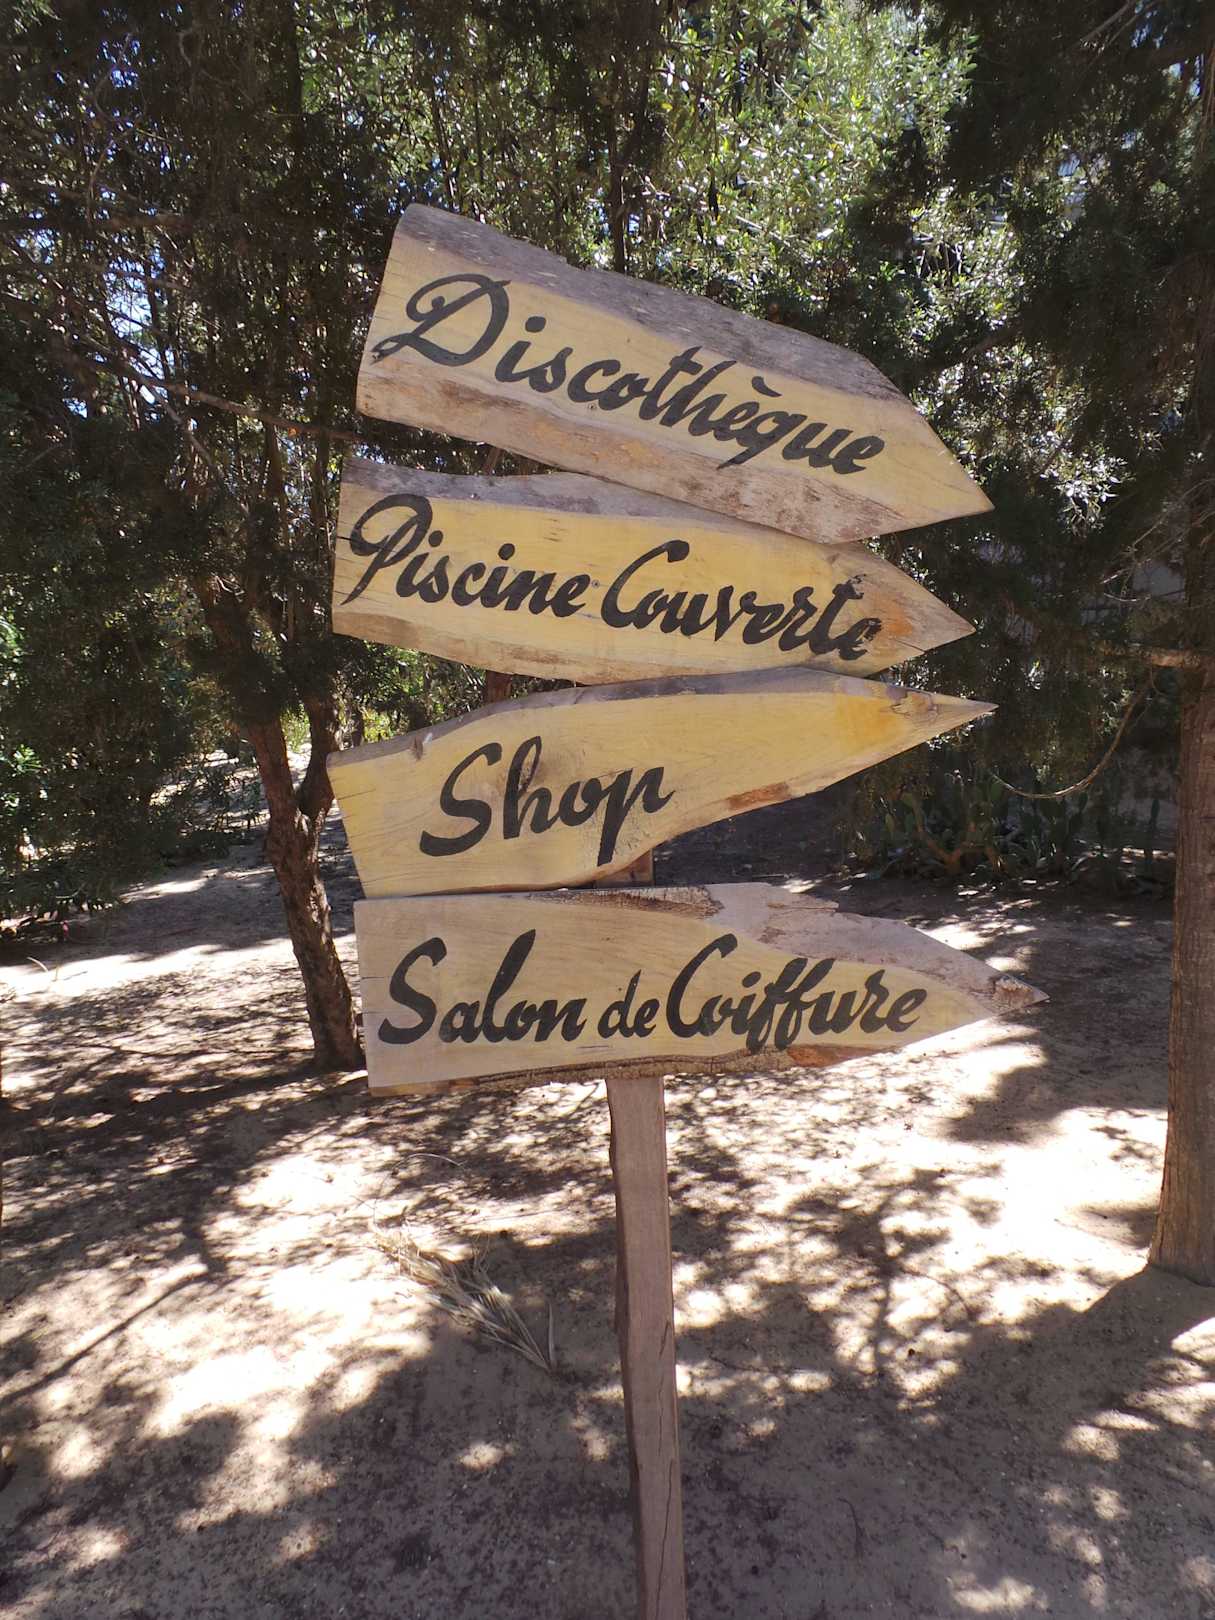 Discothèque
Piscine Couverte
Shop
Salon de Coiffure